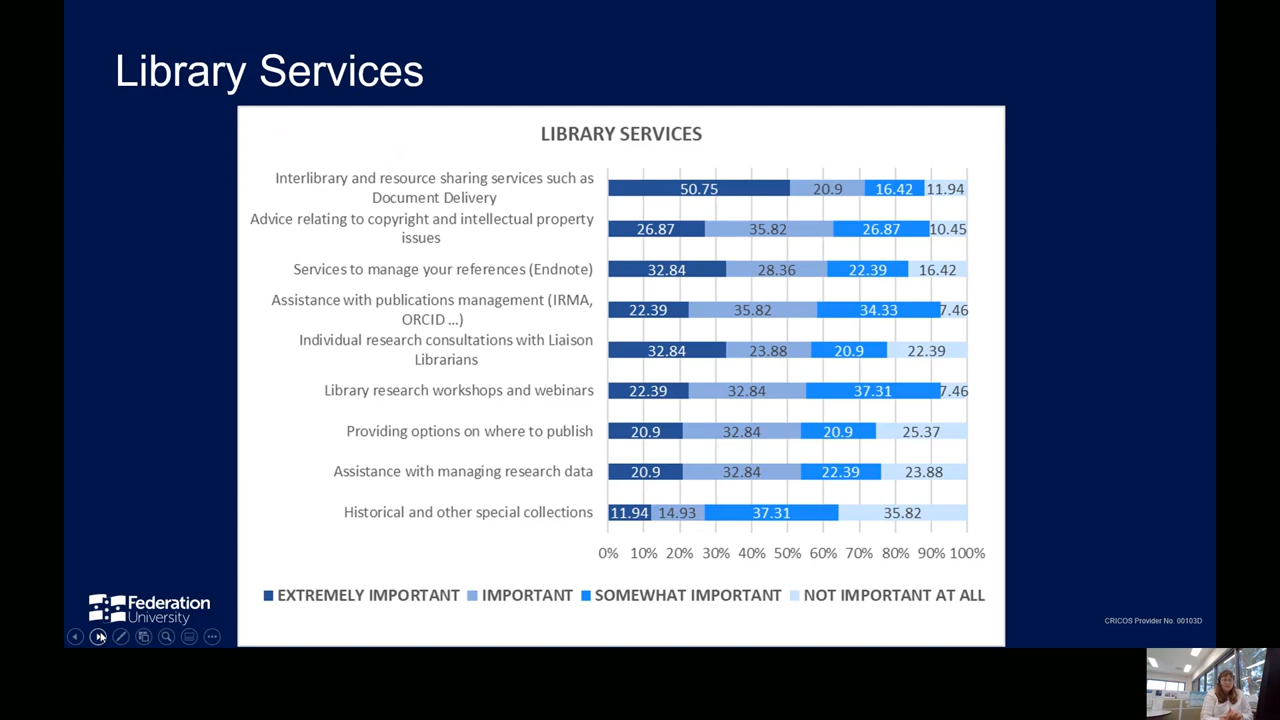 Library Services
LIBRARY SERVICES
Interlibrary and resource sharing services such as
Document Delivery
50.75 20.9 16.42 11.94
Advice relating to copyright and intellectual property
issues
26.87 35.82 26.87 10.45
Services to manage your references (Endnote)
32.84 28.36 22.39 16.42
Assistance with publications management (IRMA,
ORCID ...)
22.39 35.82 34.33 7.46
Individual research consultations with Liaison
Librarians
32.84 23.88 20.9 22.39
Library research workshops and webinars
22.39 32.84 37.31 7.46
Providing options on where to publish
20.9 32.84 20.9 25.37
Assistance with managing research data
20.9 32.84 22.39 23.88
Historical and other special collections
11.94 14.93 37.31 35.82
0% 10% 20% 30% 40% 50% 60% 70% 80% 90% 100%
EXTREMELY IMPORTANT IMPORTANT SOMEWHAT IMPORTANT NOT IMPORTANT AT ALL
Federation
University
CRICOS Provider No. 00103D